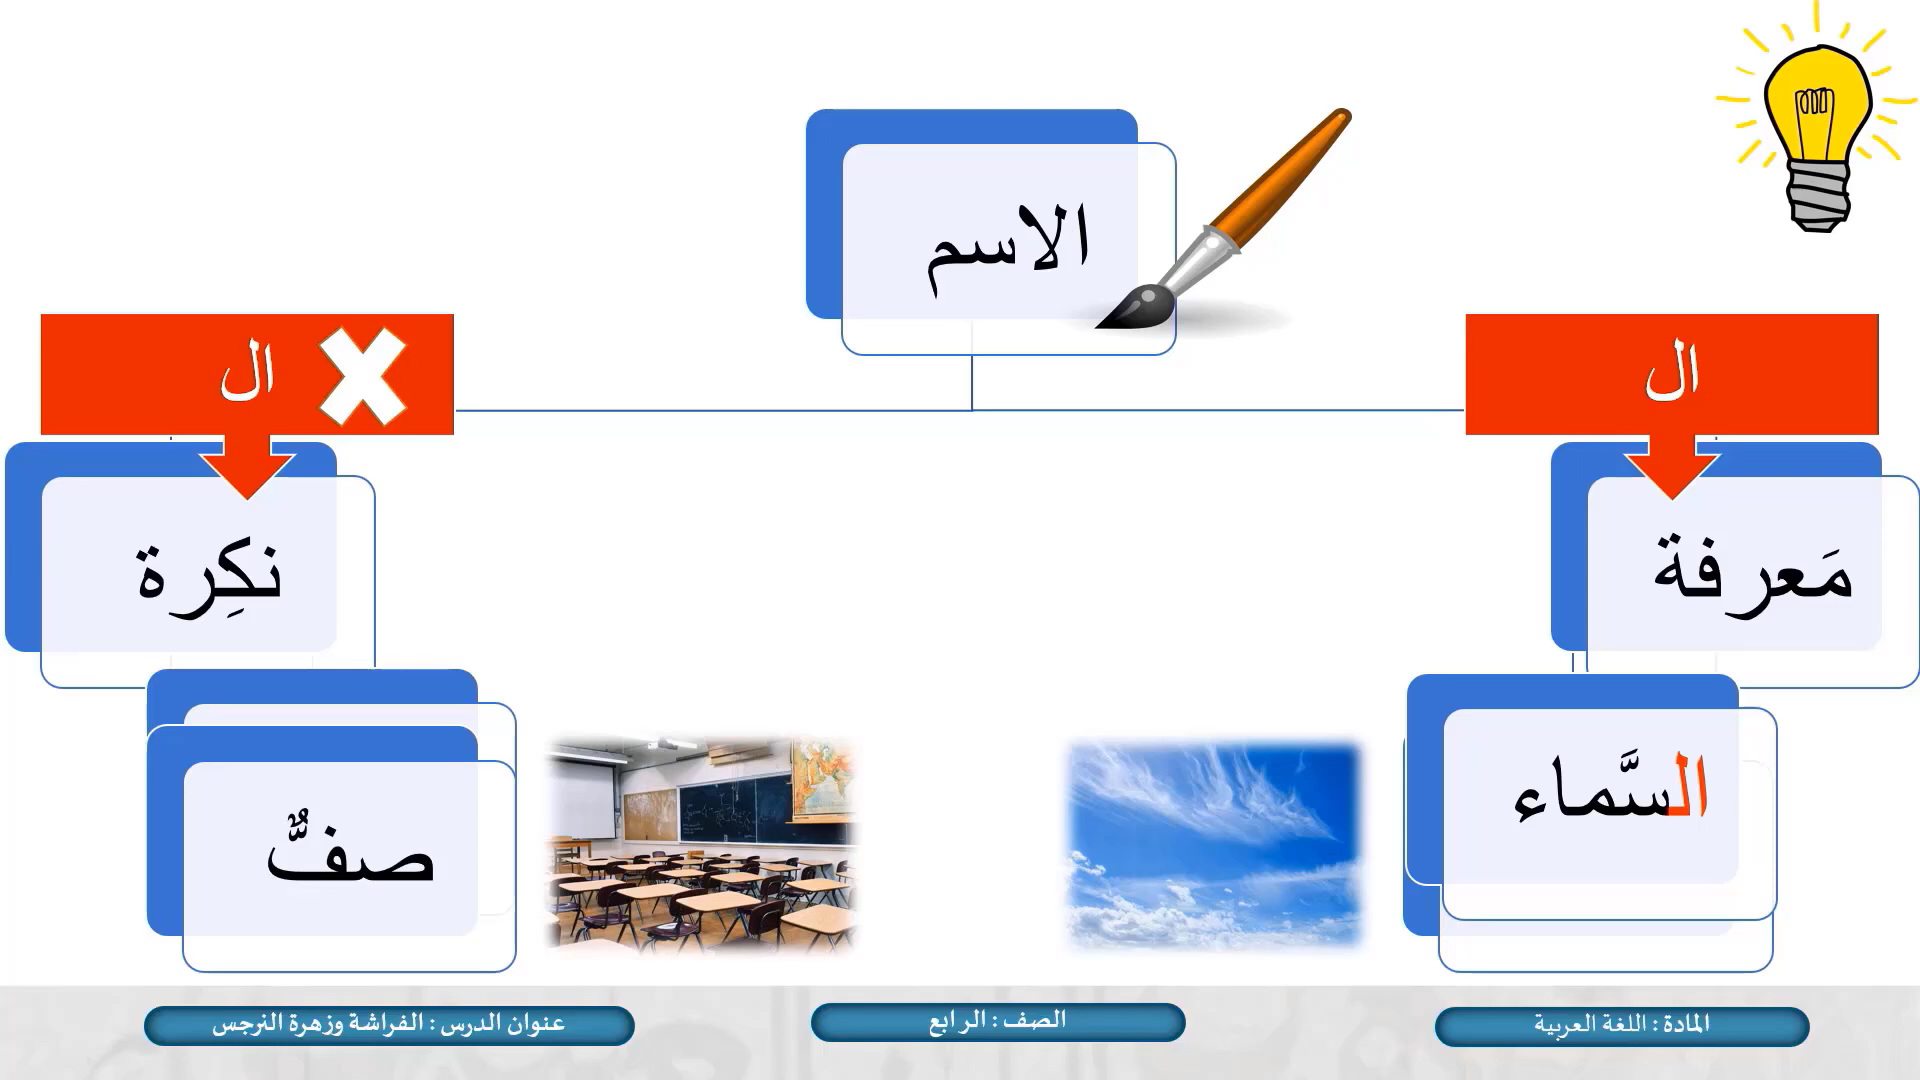 الاسم
ال
ال
مَعرفة
نكِرة
السَّماء
صفٌّ
المادة : اللغة العربية
الصف : الرابع
عنوان الدرس : الفراشة وزهرة النرجس